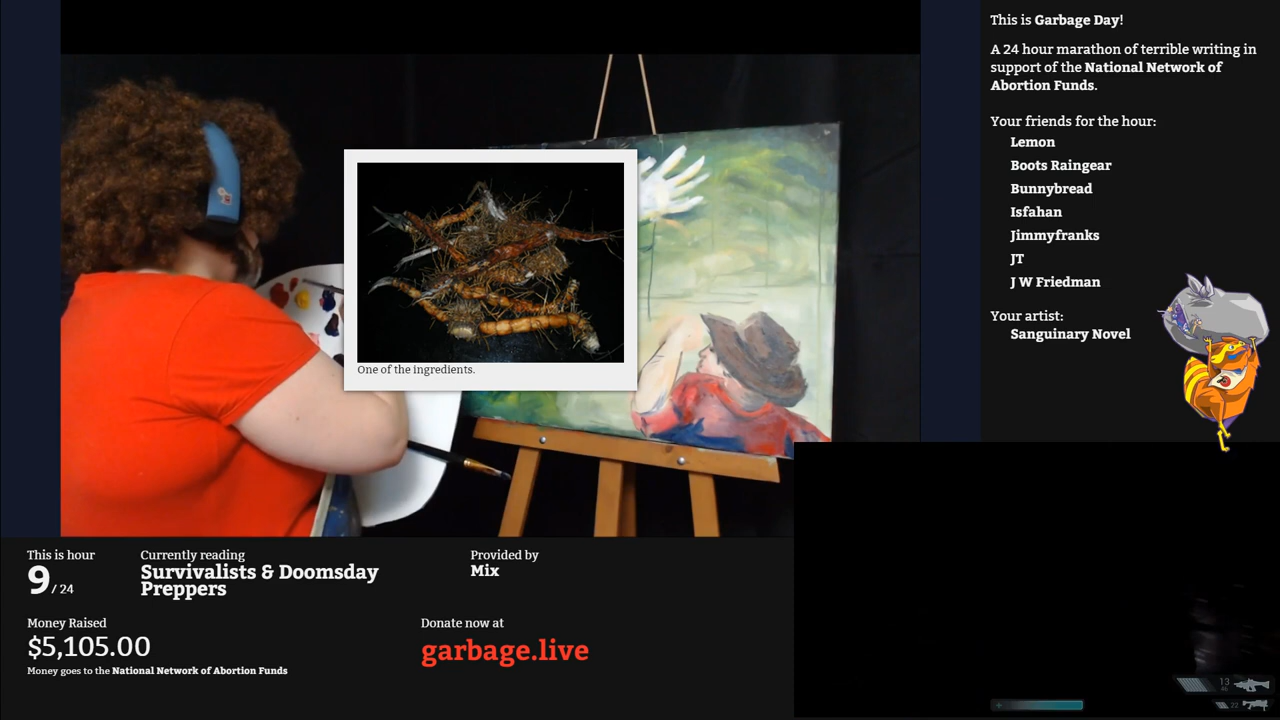 This is Garbage Day!
A 24 hour marathon of terrible writing in
support of the National Network of
Abortion Funds.
Your friends for the hour:
Lemon
Boots Raingear
Bunnybread
Isfahan
Jimmyfranks
JT
J W Friedman
Your artist:
Sanguinary Novel
One of the ingredients.
This is hour
9 / 24
Currently reading
Survivalists & Doomsday
Preppers
Provided by
Mix
Money Raised
$5,105.00
Money goes to the National Network of Abortion Funds
Donate now at
garbage.live
13
22